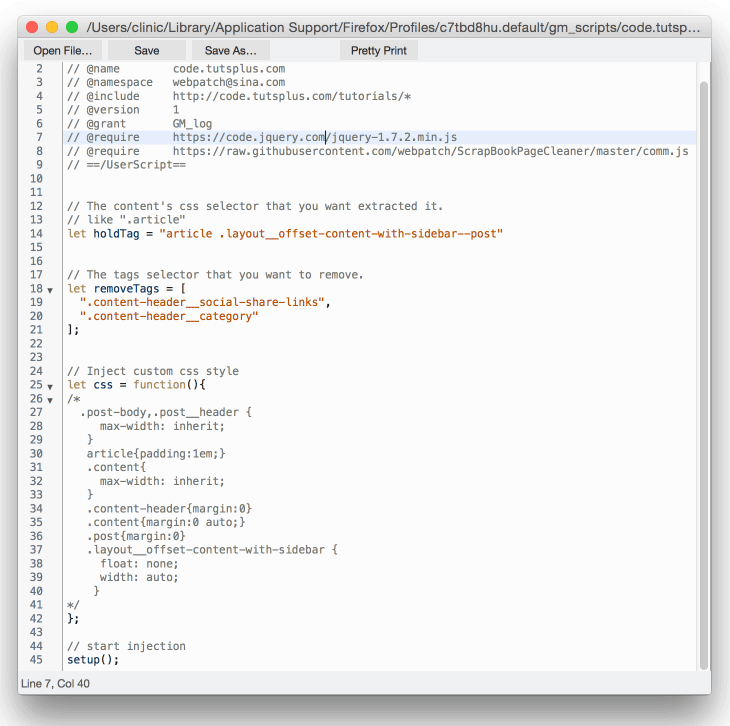 /Users/clinic/Library/Application Support/Firefox/Profiles/c7tbd8hu.default/gm_scripts/code.tutsp...
Open File... Save Save As... Pretty Print
2 // @name code.tutsplus.com
3 // @namespace webpatch@sina.com
4 // @include http://code.tutsplus.com/tutorials/*
5 // @version 1
6 // @grant GM_log
7 // @require https://code.jquery.com/jquery-1.7.2.min.js
8 // @require https://raw.githubusercontent.com/webpatch/ScrapBookPageCleaner/master/comm.js
9 // ==/UserScript==
10
11
12 // The content's css selector that you want extracted it.
13 // like ".article"
14 let holdTag = "article .layout__offset-content-with-sidebar--post"
15
16
17 // The tags selector that you want to remove.
18 let removeTags = [
19 ".content-header__social-share-links",
20 ".content-header__category"
21 ];
22
23
24 // Inject custom css style
25 let css = function(){
26 /*
27 .post-body,.post__header {
28 max-width: inherit;
29 }
30 article{padding:1em;}
31 .content{
32 max-width: inherit;
33 }
34 .content-header{margin:0}
35 .content{margin:0 auto;}
36 .post{margin:0}
37 .layout__offset-content-with-sidebar {
38 float: none;
39 width: auto;
40 }
41 */
42 };
43
44 // start injection
45 setup();
Line 7, Col 40